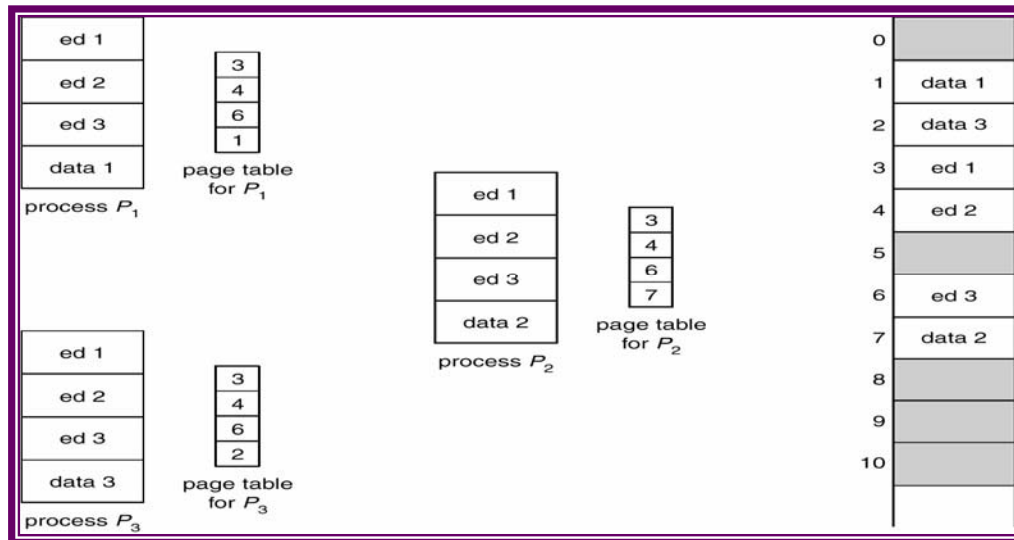 ed 1
ed 2
ed 3
data 1
process P1
3
4
6
1
page table
for P1
ed 1
ed 2
ed 3
data 2
process P2
3
4
6
7
page table
for P2
ed 1
ed 2
ed 3
data 3
process P3
3
4
6
2
page table
for P3
0
1 data 1
2 data 3
3 ed 1
4 ed 2
5
6 ed 3
7 data 2
8
9
10